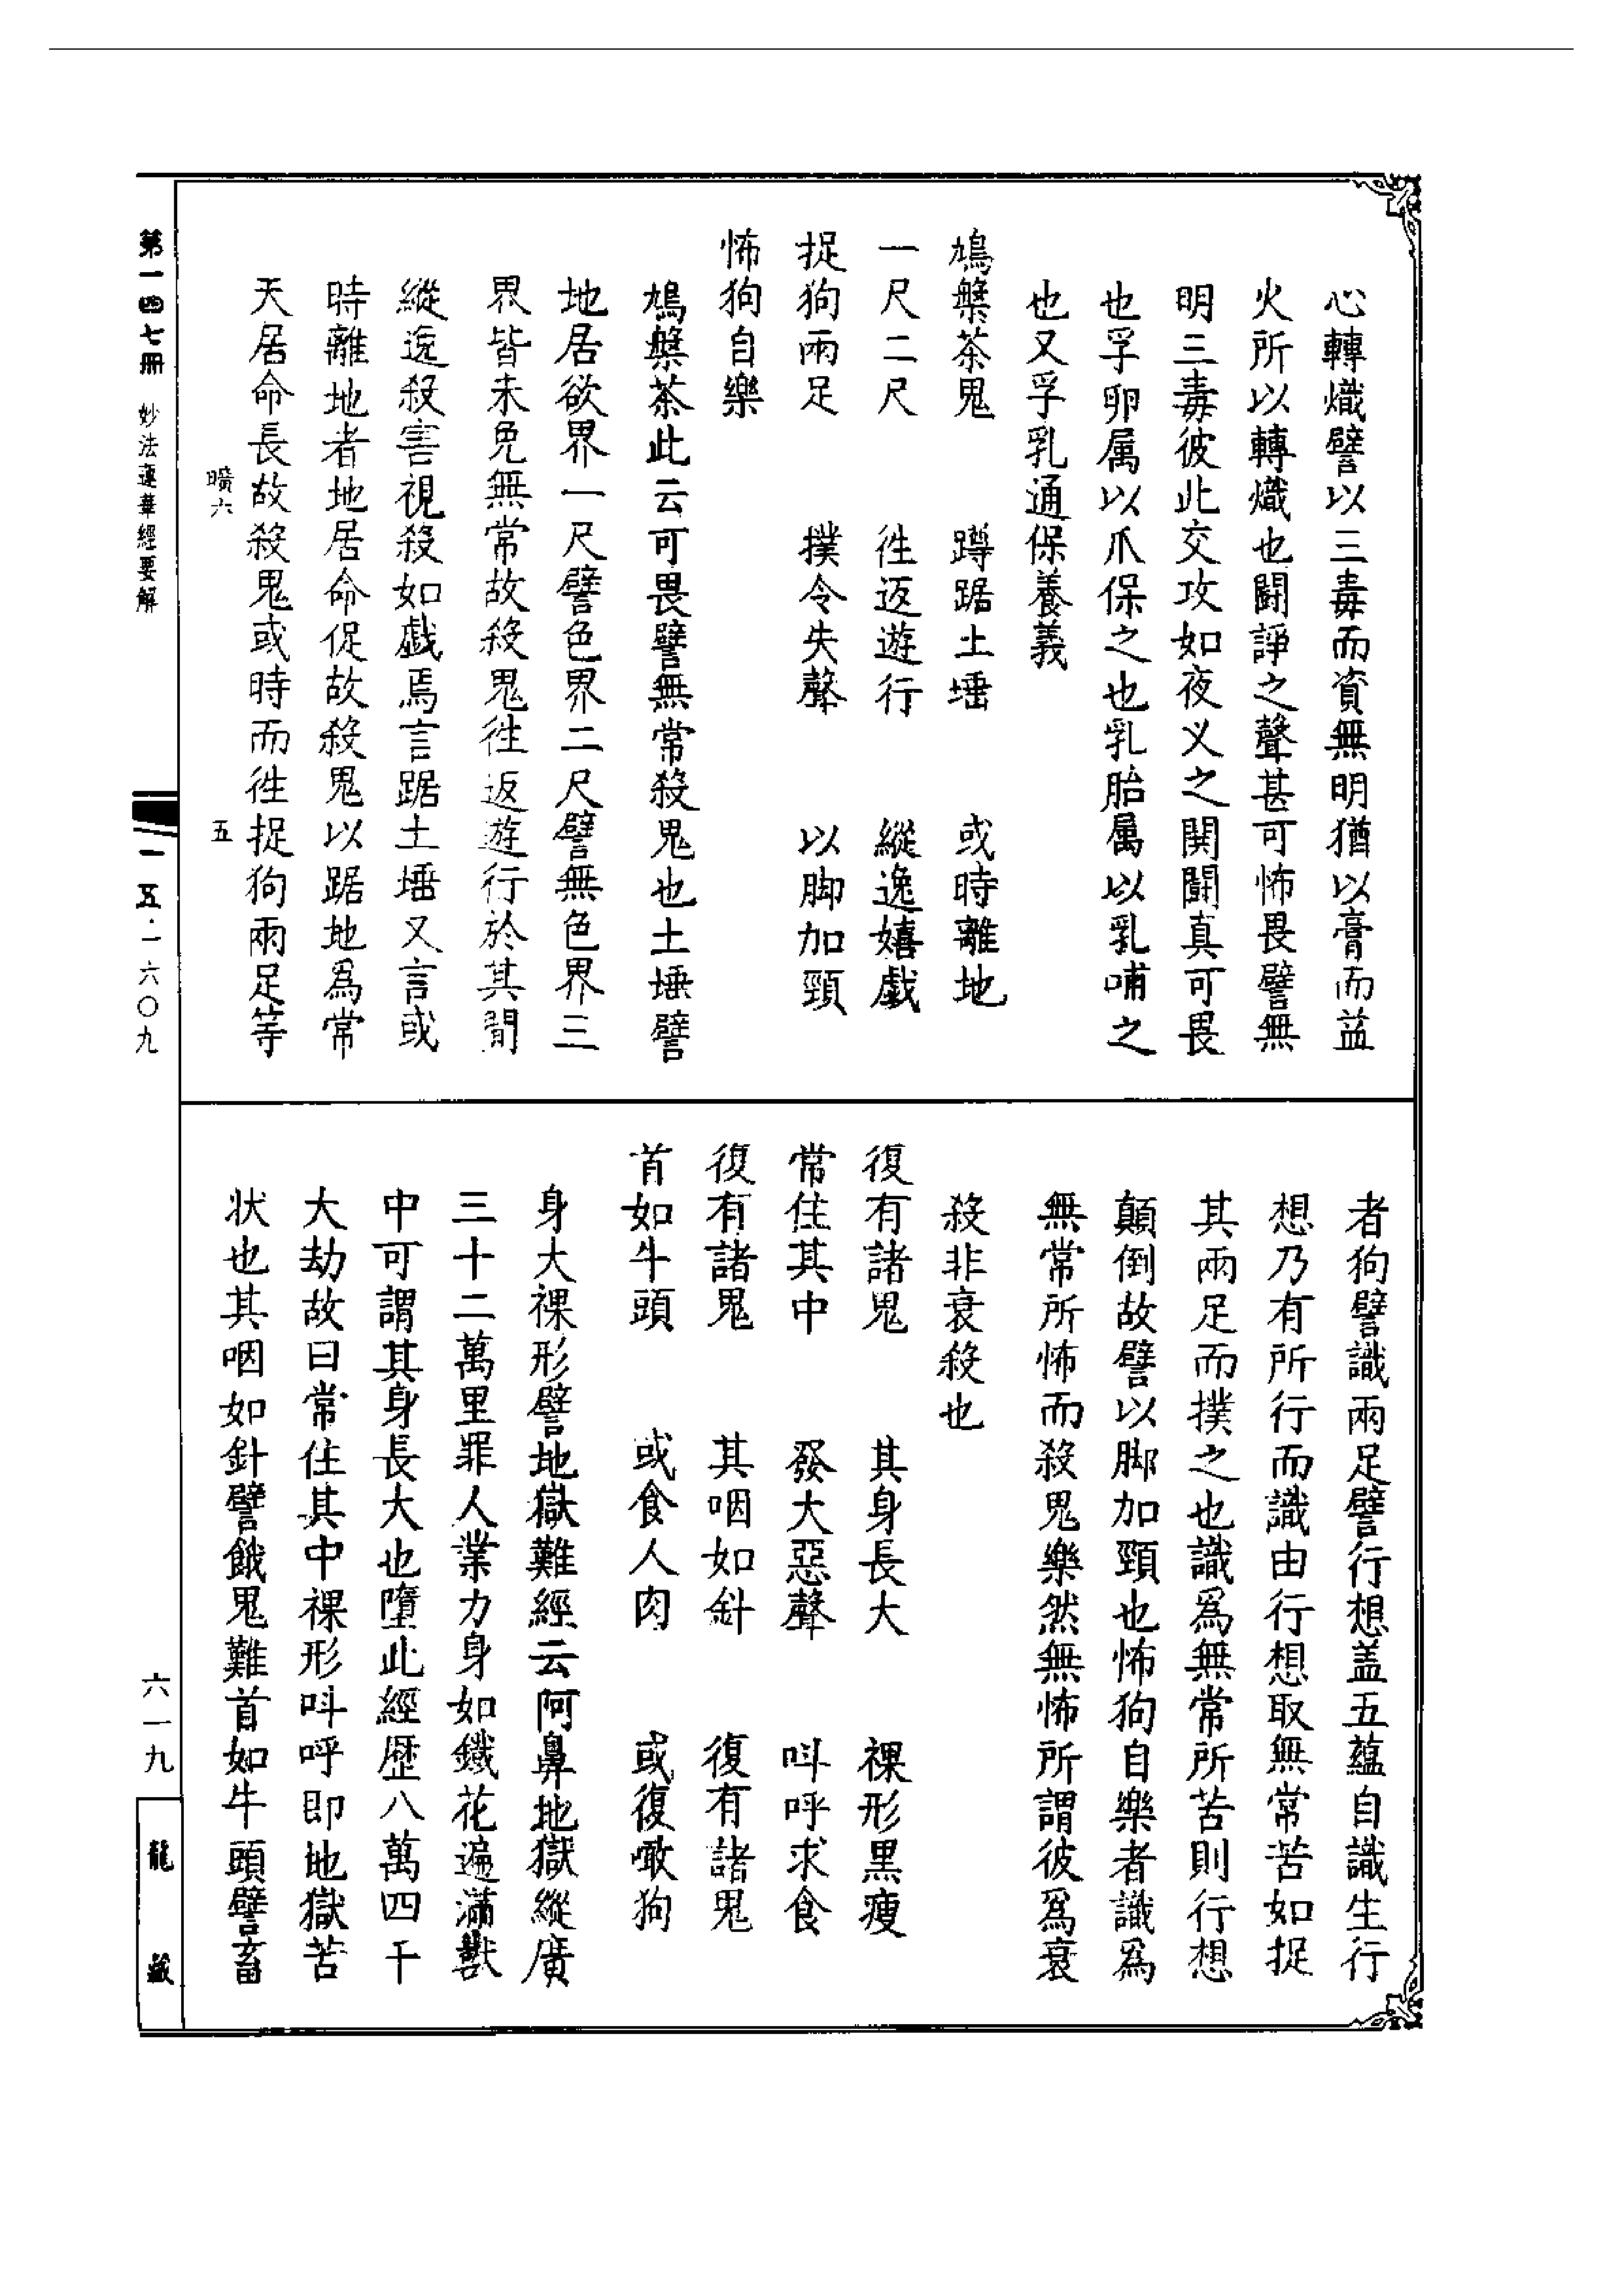 心轉熾譬以三毒而資無明猶以膏而益
火所以轉熾也鬭諍之聲甚可怖畏譬無
明三毒彼此交攻如夜义之鬪鬭真可畏
也孚卵属以爪保之也乳胎属以乳哺之
也又孚乳通保養義
鳩槃茶鬼 蹲踞土埵 或時離地
一尺二尺 徃返遊行 縱逸嬉戲
捉狗兩足 撲令失聲 以脚加頸
怖狗自樂
鳩槃茶此云可畏譬無常殺鬼也土埵譬
地居欲界一尺譬色界二尺譬無色界三
界皆未免無常故殺鬼徃返遊行於其間
縱逸殺害視殺如戲焉言踞土埵又言或
時離地者地居命促故殺鬼以踞地爲常
天居命長故殺鬼或時而徃捉狗兩足等
者狗譬識兩足譬行想盖五蘊自識生行
想乃有所行而識由行想取無常苦如捉
其兩足而撲之也識爲無常所苦則行想
顛倒故譬以脚加頸也怖狗自樂者識爲
無常所怖而殺鬼樂然無怖所謂彼爲衰
殺非衰殺也
復有諸鬼 其身長大 裸形黑瘦
常住其中 發大惡聲 呌呼求食
復有諸鬼 其咽如針 復有諸鬼
首如牛頭 或食人肉 或復噉狗
身大裸形譬地獄難經云阿鼻地獄縱廣
三十二萬里罪人業力身如鐵花遍滿獄
中可謂其身長大也墮此經歷八萬四千
大劫故曰常住其中裸形呌呼即地獄苦
状也其咽如針譬餓鬼難首如牛頭譬畜
第一四七冊 妙法蓮華經要解
曠六 五
一五·一六〇九
六一九
龍藏